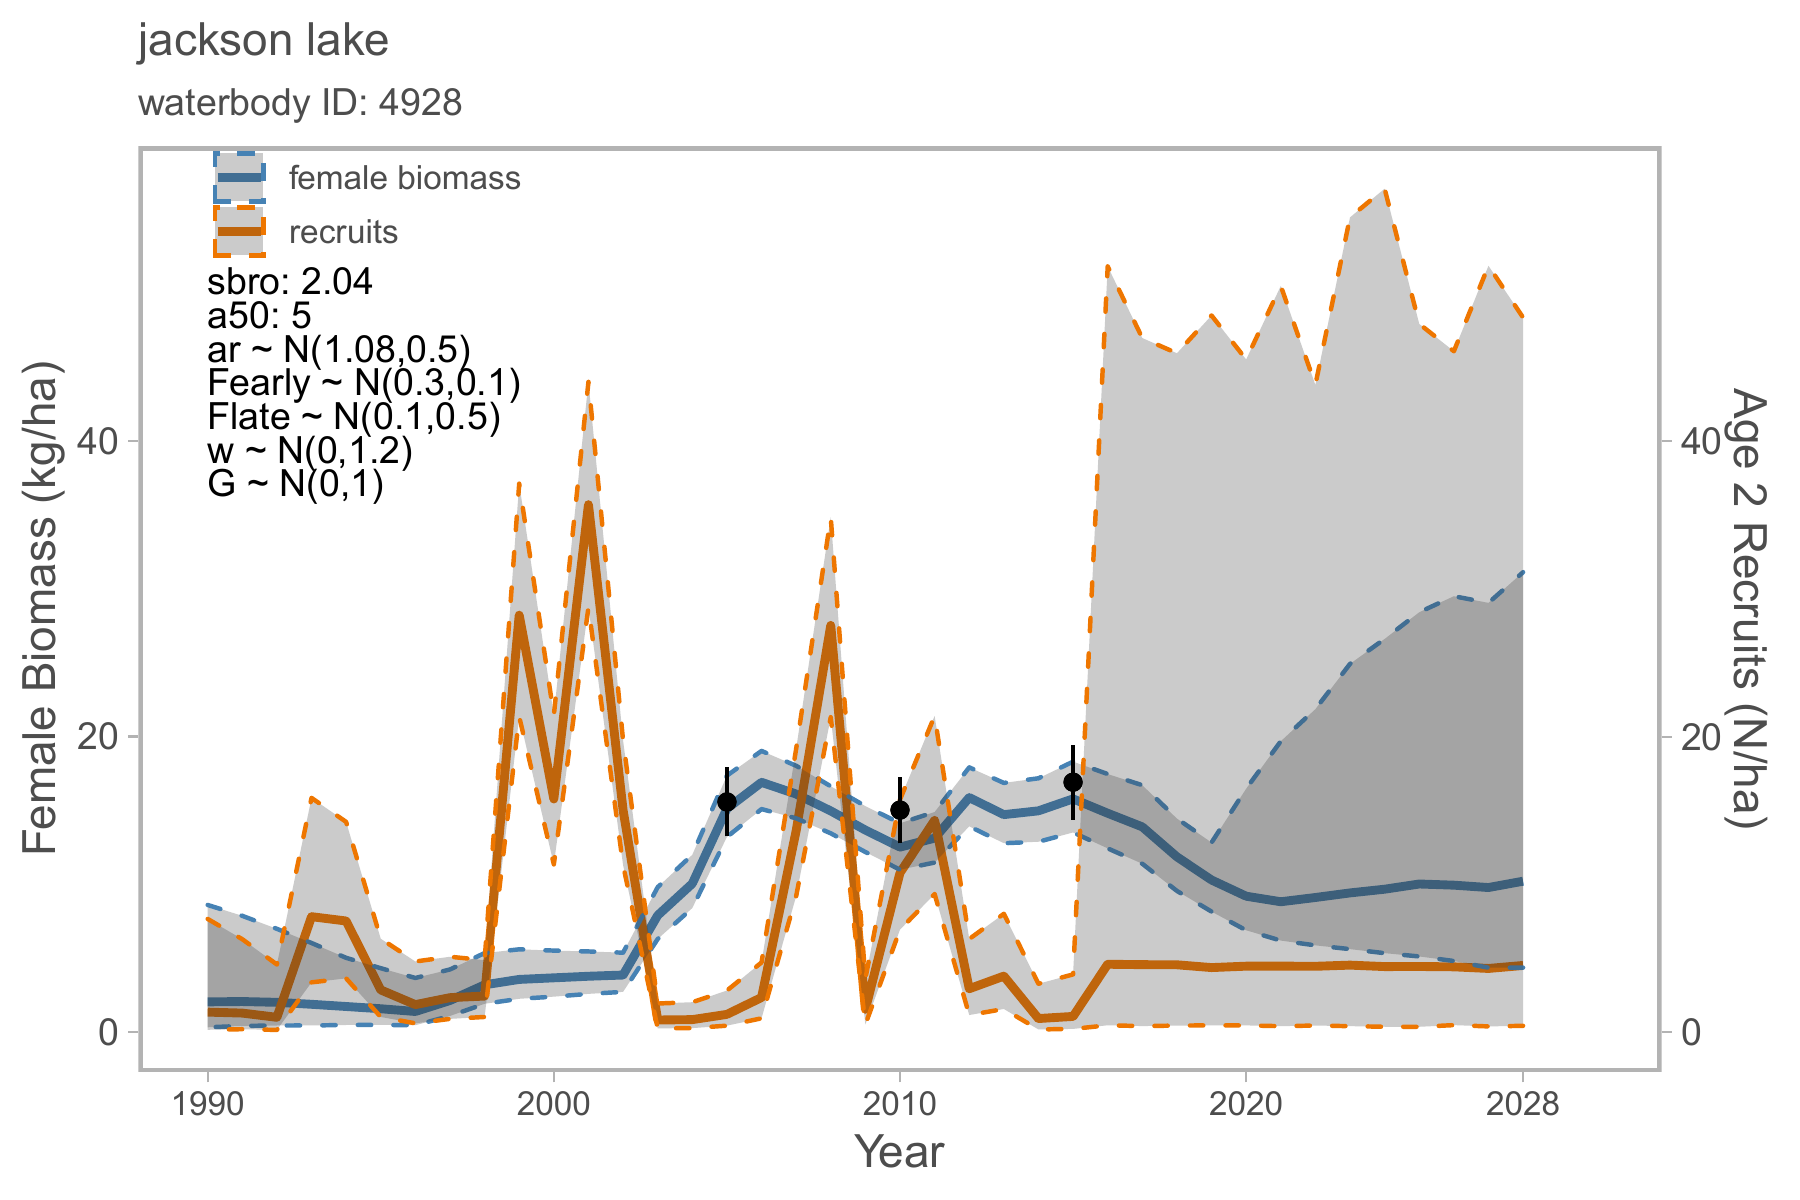 jackson lake
waterbody ID: 4928
female biomass
recruits
sbro: 2.04
a50: 5
ar ~ N(1.08,0.5)
Fearly ~ N(0.3,0.1)
Flate ~ N(0.1,0.5)
w ~ N(0,1.2)
G ~ N(0,1)
Female Biomass (kg/ha)
40
20
0
Age 2 Recruits (N/ha)
40
20
0
1990 2000 2010 2020 2028
Year